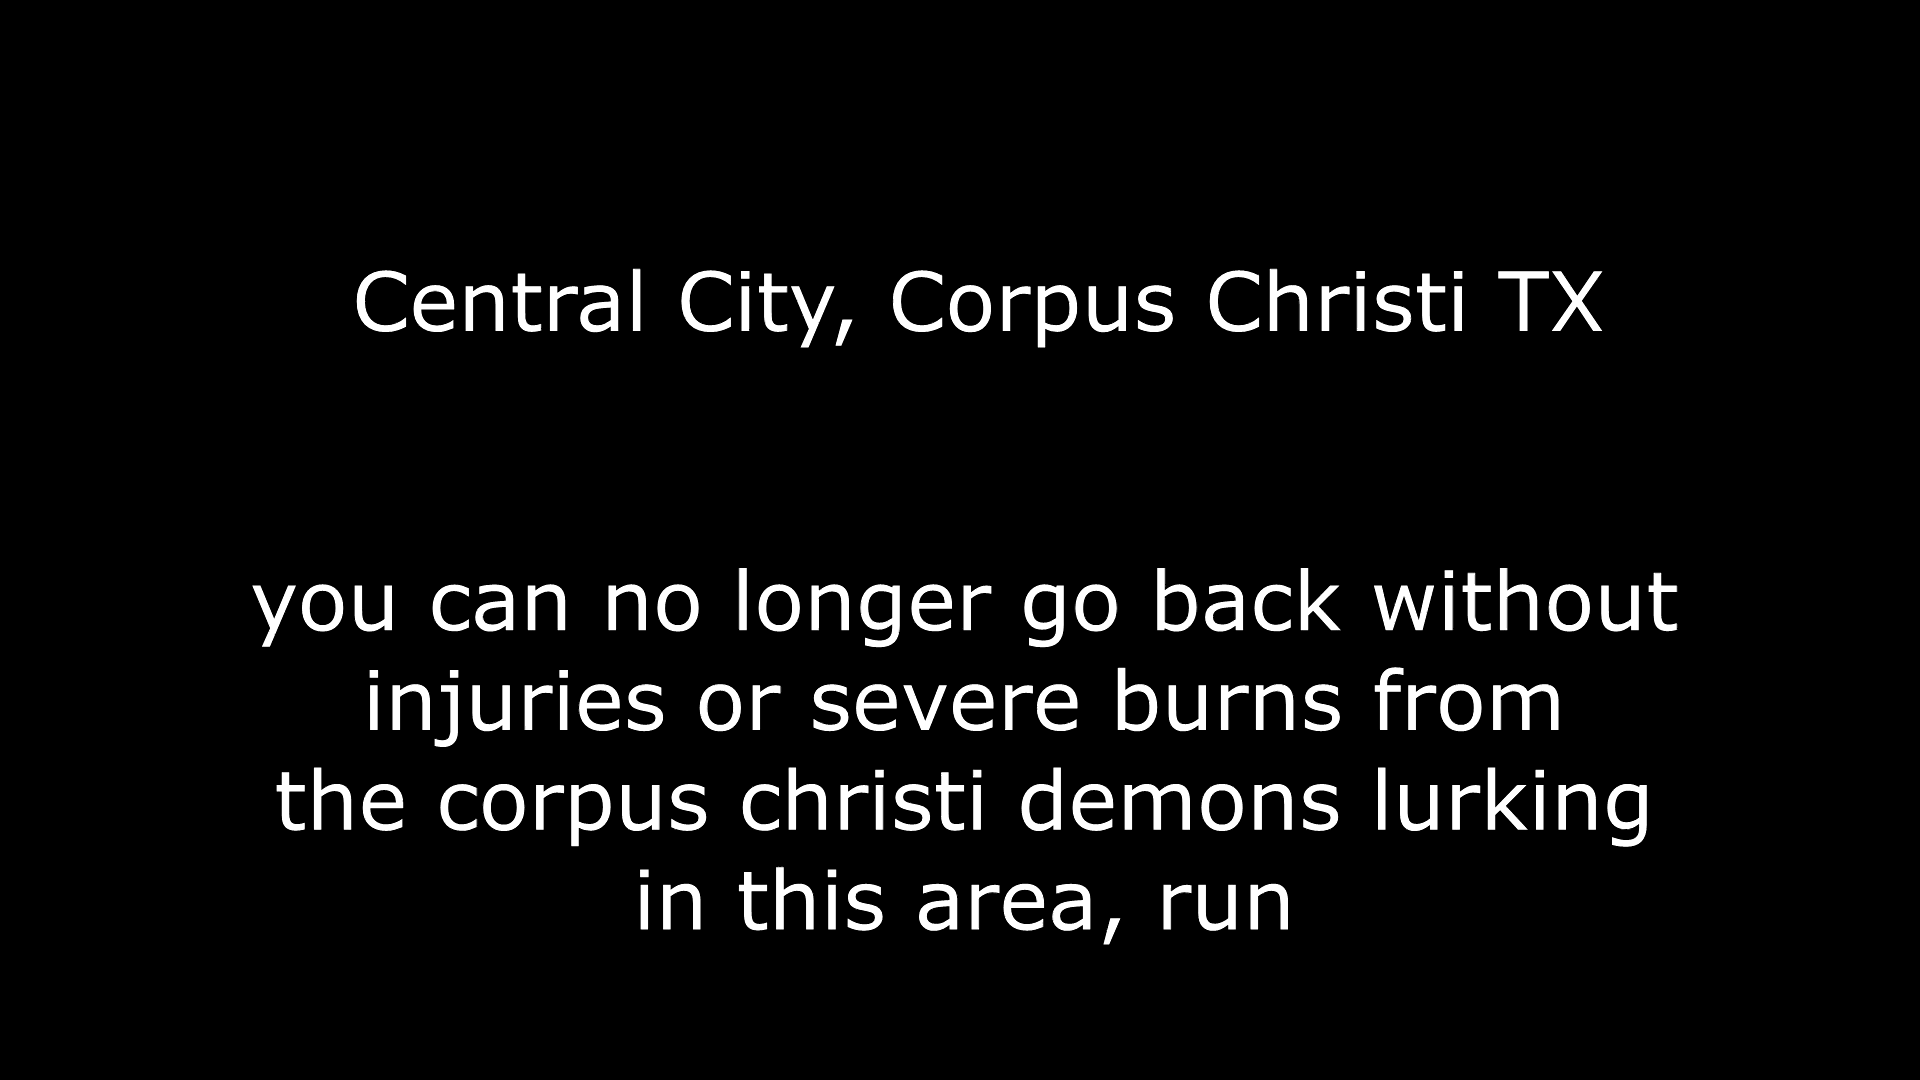 Central City, Corpus Christi TX
you can no longer go back without
injuries or severe burns from
the corpus christi demons lurking
in this area, run